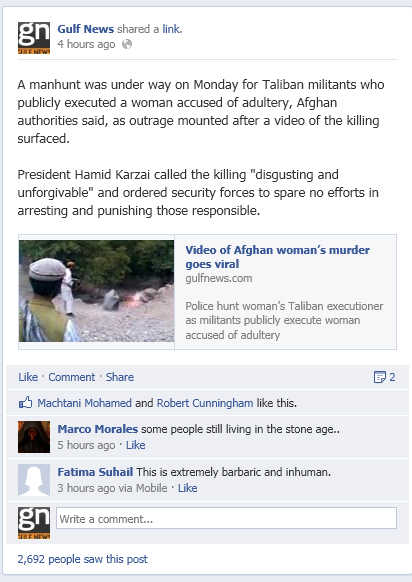 gn
GULF NEWS
Gulf News shared a link.
4 hours ago
A manhunt was under way on Monday for Taliban militants who
publicly executed a woman accused of adultery, Afghan
authorities said, as outrage mounted after a video of the killing
surfaced.
President Hamid Karzai called the killing "disgusting and
unforgivable" and ordered security forces to spare no efforts in
arresting and punishing those responsible.
Video of Afghan woman's murder
goes viral
gulfnews.com
Police hunt woman's Taliban executioner
as militants publicly execute woman
accused of adultery
Like · Comment · Share
2
Machtani Mohamed and Robert Cunningham like this.
Marco Morales some people still living in the stone age..
5 hours ago · Like
Fatima Suhail This is extremely barbaric and inhuman.
3 hours ago via Mobile · Like
gn
GULF NEWS
Write a comment...
2,692 people saw this post